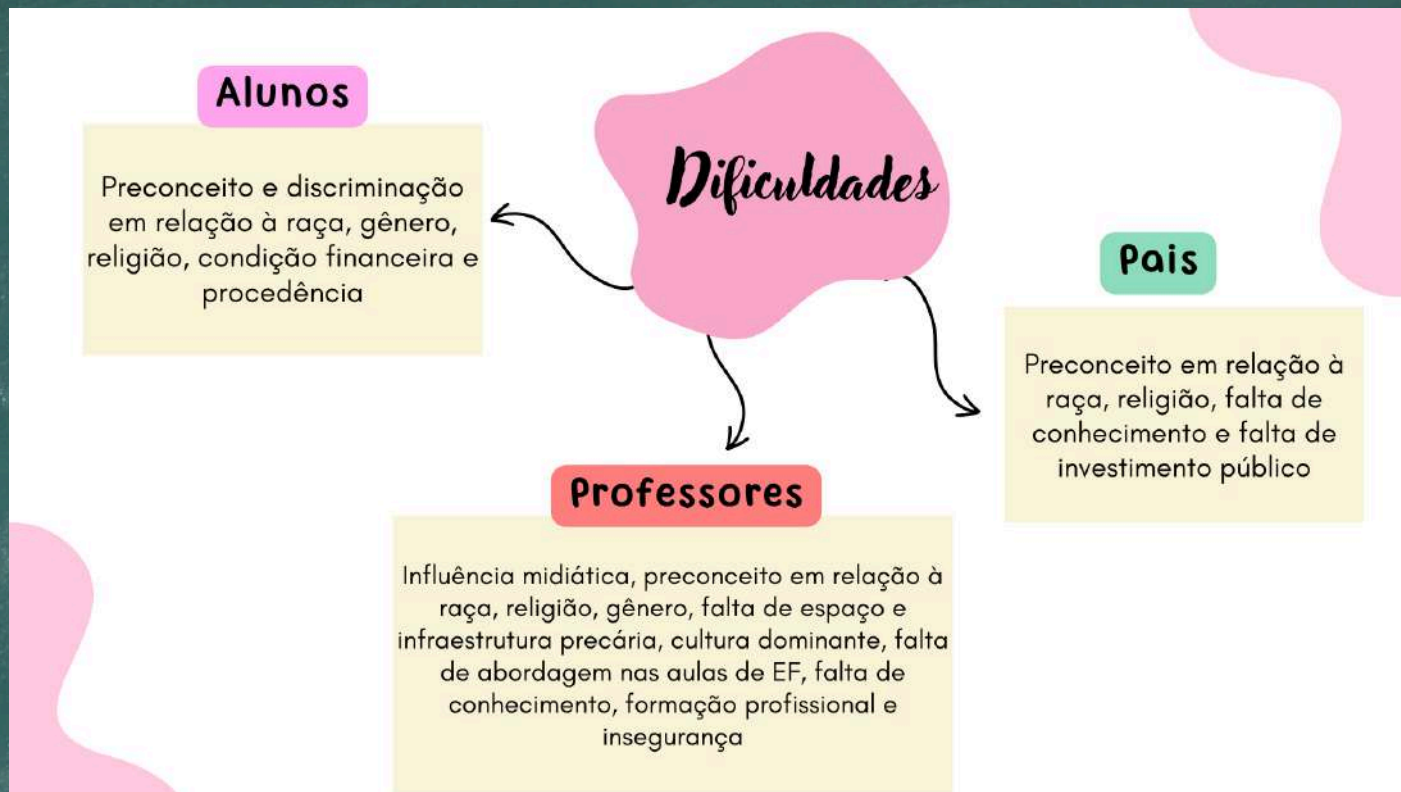 Dificuldades
Alunos
Preconceito e discriminação
em relação à raça, gênero,
religião, condição financeira e
procedência
Pais
Preconceito em relação à
raça, religião, falta de
conhecimento e falta de
investimento público
Professores
Influência midiática, preconceito em relação à
raça, religião, gênero, falta de espaço e
infraestrutura precária, cultura dominante, falta
de abordagem nas aulas de EF, falta de
conhecimento, formação profissional e
insegurança